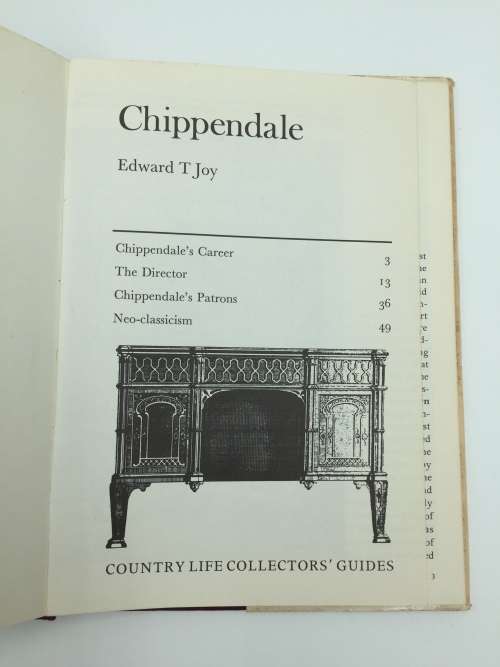 Chippendale
Edward T Joy
Chippendale's Career 3
The Director 13
Chippendale's Patrons 36
Neo-classicism 49
COUNTRY LIFE COLLECTORS' GUIDES